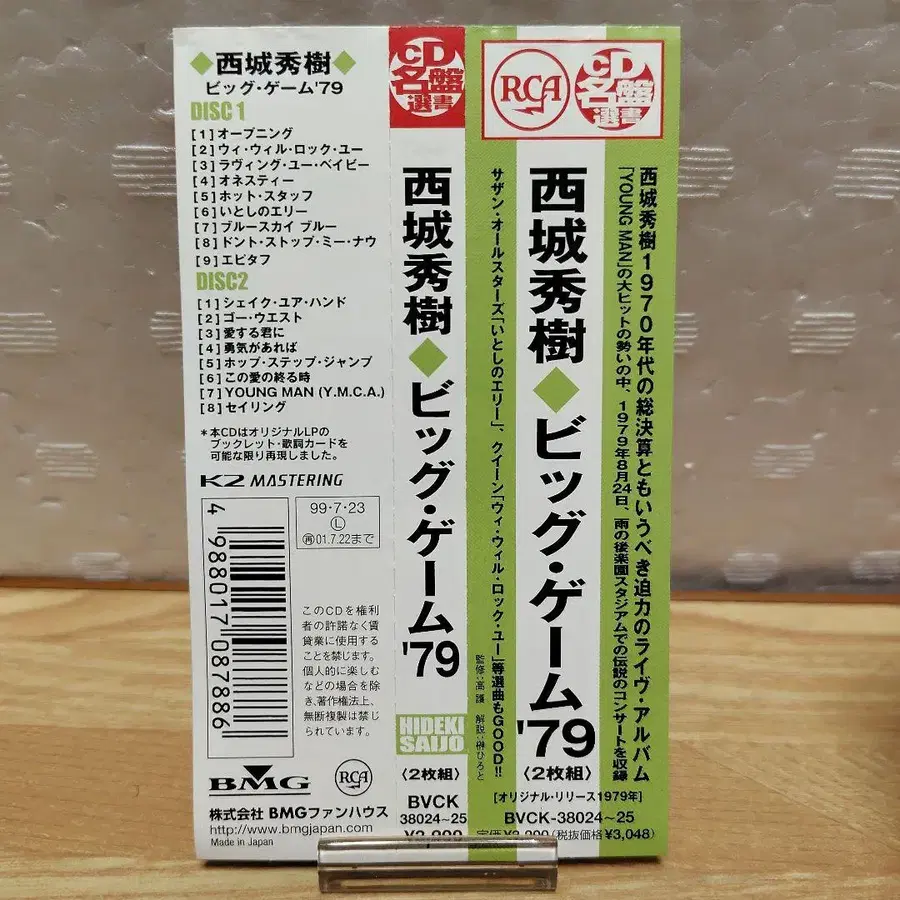 ◆西城秀樹◆
ビッグ・ゲーム'79
DISC 1
[1]オープニング
[2]ウィ・ウィル・ロック・ユー
[3]ラヴィング・ユー・ベイビー
[4]オネスティー
[5]ホット・スタッフ
[6]いとしのエリー
[7]ブルースカイ ブルー
[8]ドント・ストップ・ミー・ナウ
[9]エピタフ
DISC2
[1]シェイク・ユア・ハンド
[2]ゴー・ウエスト
[3]愛する君に
[4]勇気があれば
[5]ホップ・ステップ・ジャンプ
[6]この愛の終る時
[7]YOUNG MAN (Y.M.C.A.)
[8]セイリング
*本CDはオリジナルLPの
ブックレット・歌詞カードを
可能な限り再現しました。
K2 MASTERING
4 988017 087886
99・7・23
L
再01.7.22まで
このCDを権利
者の許諾なく賃
貸業に使用する
ことを禁じます。
個人的に楽しむ
などの場合を除
き、著作権法上、
無断複製は禁じ
られています。
BMG
RCA
株式会社 BMGファンハウス
http://www.bmgjapan.com/
Made in Japan
CD
名盤
選書
西城秀樹◆ビッグ・ゲーム'79
HIDEKI
SAIJO
〈2枚組〉
BVCK
38024~25
RCA
CD
名盤
選書
西城秀樹1970年代の総決算ともいうべき迫力のライヴ・アルバム
「YOUNG MAN」の大ヒットの勢いの中、1979年8月24日、雨の後楽園スタジアムでの伝説のコンサートを収録
西城秀樹◆ビッグ・ゲーム'79
サザン・オールスターズ「いとしのエリー」、クイーン「ウィ・ウィル・ロック・ユー」等選曲もGOOD!!
監修:高 護 解説:榊ひろと
〈2枚組〉
[オリジナル・リリース1979年]
BVCK-38024~25
(税抜価格¥3,048)